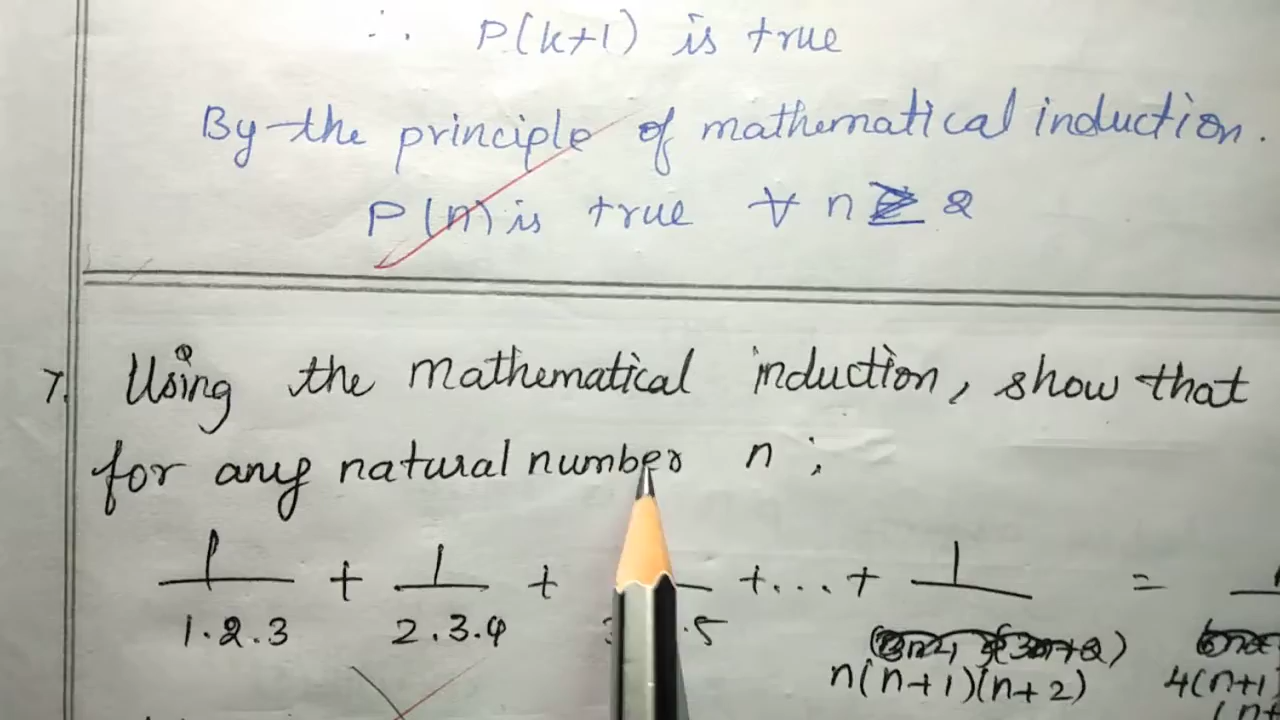 ∴ P(k+1) is true
By the principle of mathematical induction.
P(n) is true ∀ n ≥ 2
7. Using the mathematical induction, show that
for any natural number n ;
1/1.2.3 + 1/2.3.4 + .5 +...+ 1/n(n+1)(n+2) = 4(n+1)